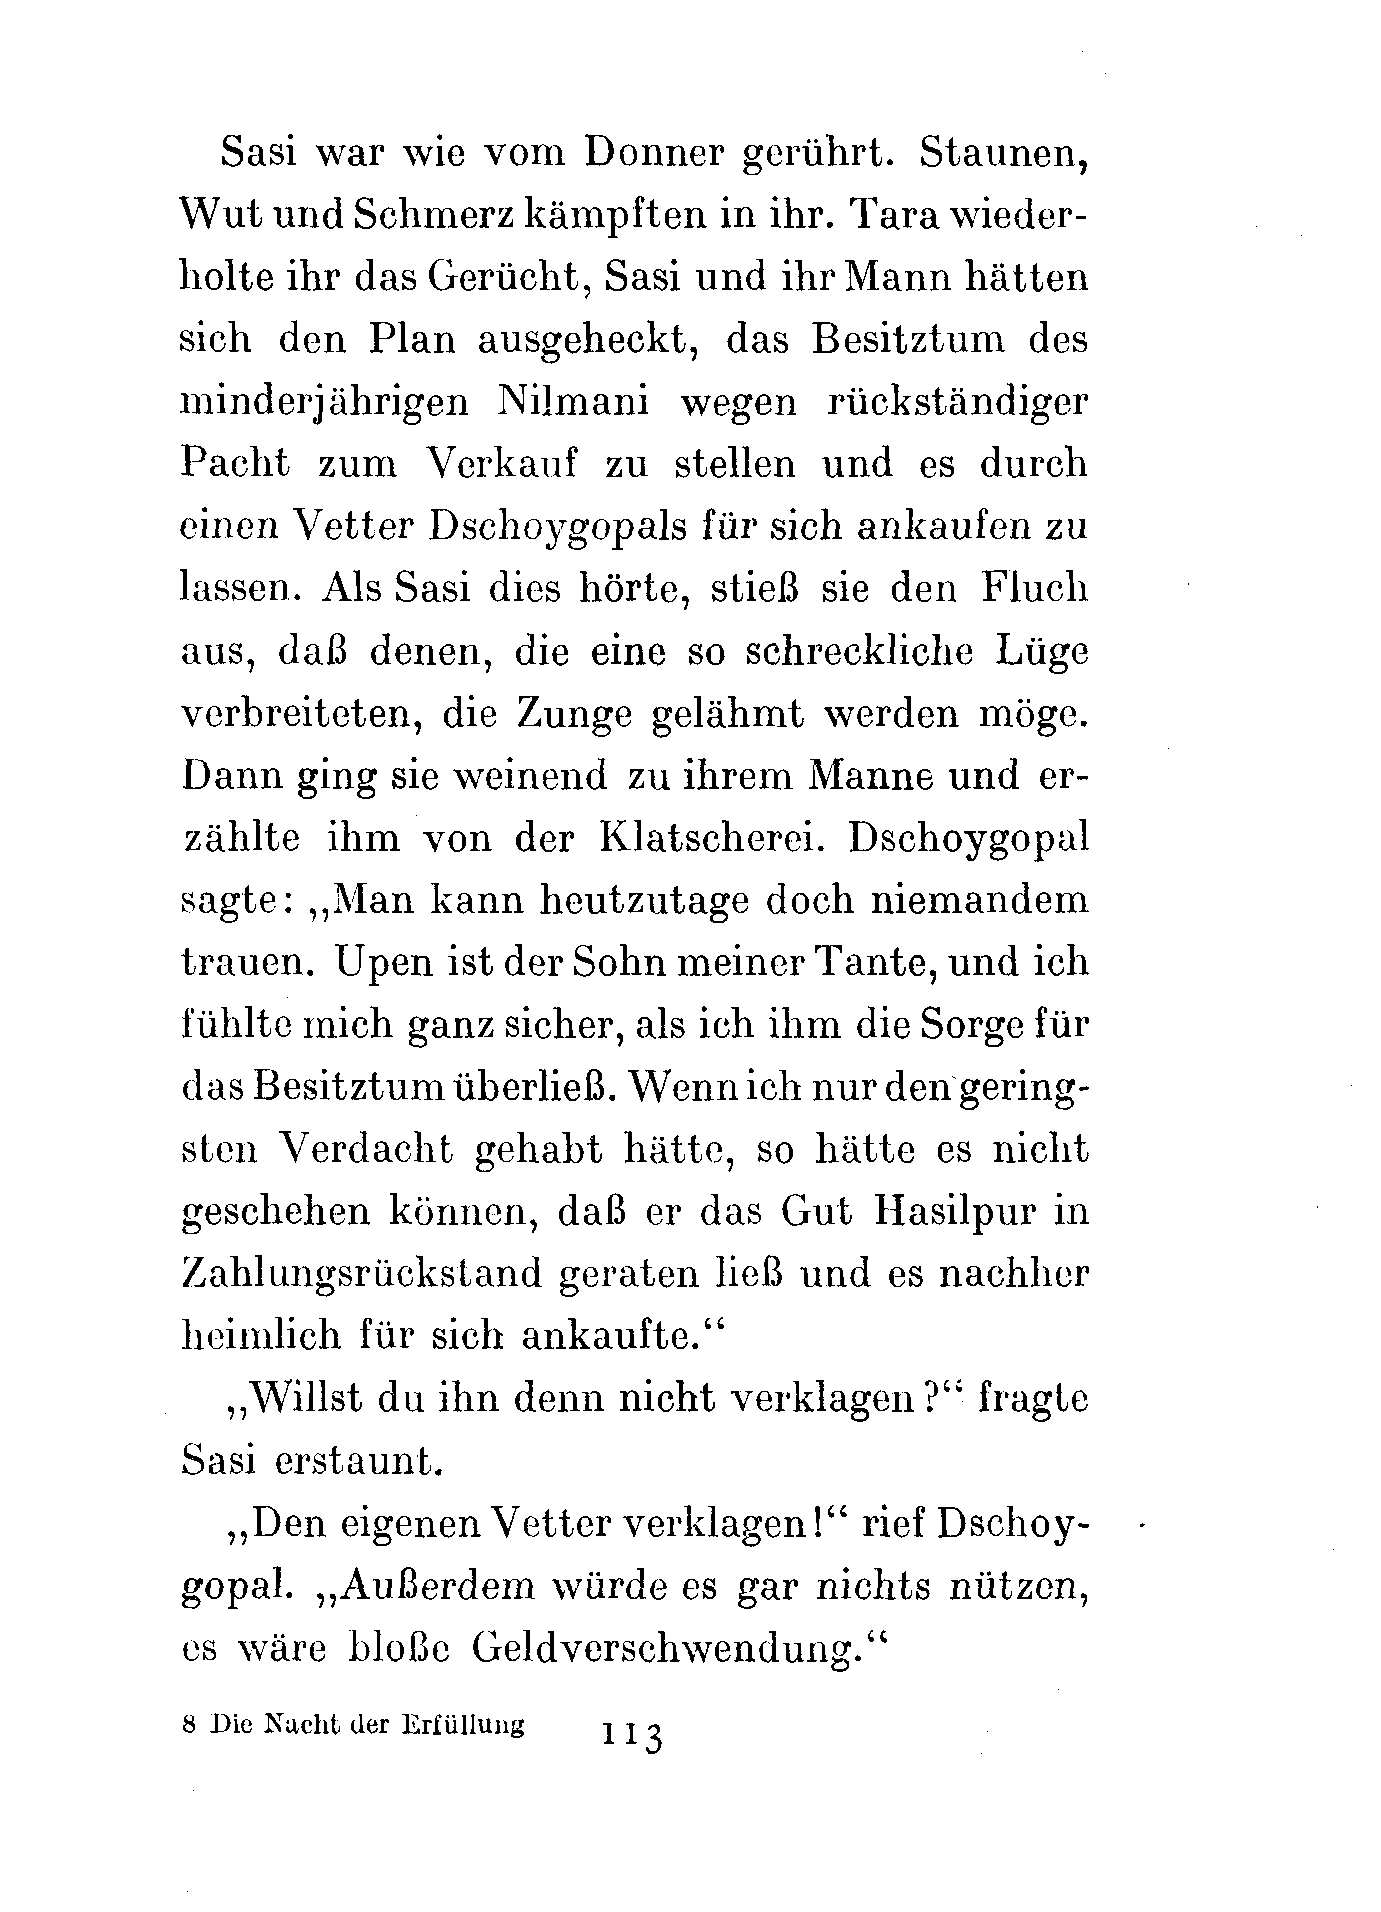 Sasi war wie vom Donner gerührt. Staunen,
Wut und Schmerz kämpften in ihr. Tara wieder-
holte ihr das Gerücht, Sasi und ihr Mann hätten
sich den Plan ausgeheckt, das Besitztum des
minderjährigen Nilmani wegen rückständiger
Pacht zum Verkauf zu stellen und es durch
einen Vetter Dschoygopals für sich ankaufen zu
lassen. Als Sasi dies hörte, stieß sie den Fluch
aus, daß denen, die eine so schreckliche Lüge
verbreiteten, die Zunge gelähmt werden möge.
Dann ging sie weinend zu ihrem Manne und er-
zählte ihm von der Klatscherei. Dschoygopal
sagte: „Man kann heutzutage doch niemandem
trauen. Upen ist der Sohn meiner Tante, und ich
fühlte mich ganz sicher, als ich ihm die Sorge für
das Besitztum überließ. Wenn ich nur den gering-
sten Verdacht gehabt hätte, so hätte es nicht
geschehen können, daß er das Gut Hasilpur in
Zahlungsrückstand geraten ließ und es nachher
heimlich für sich ankaufte.“
„Willst du ihn denn nicht verklagen?“ fragte
Sasi erstaunt.
„Den eigenen Vetter verklagen!“ rief Dschoy-
gopal. „Außerdem würde es gar nichts nützen,
es wäre bloße Geldverschwendung.“
8 Die Nacht der Erfüllung 113